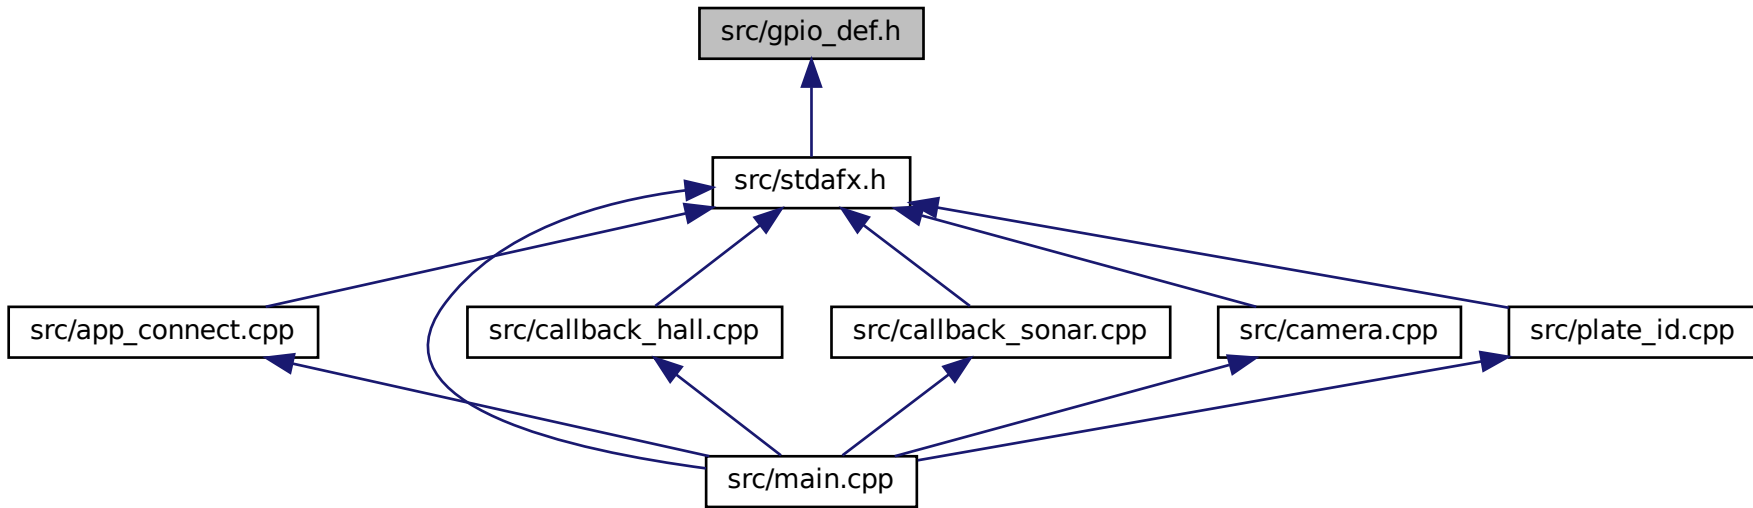 src/gpio_def.h
src/stdafx.h
src/app_connect.cpp
src/callback_hall.cpp
src/callback_sonar.cpp
src/camera.cpp
src/plate_id.cpp
src/main.cpp